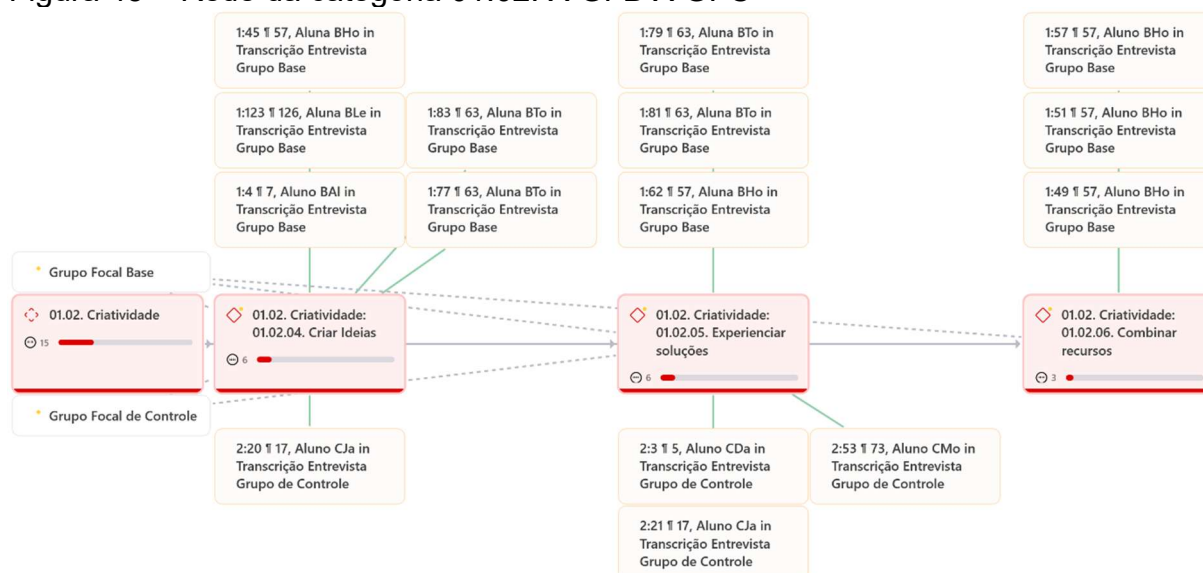 1:45 ¶ 57, Aluna BHo in
Transcrição Entrevista
Grupo Base
1:79 ¶ 63, Aluna BTo in
Transcrição Entrevista
Grupo Base
1:57 ¶ 57, Aluno BHo in
Transcrição Entrevista
Grupo Base
1:123 ¶ 126, Aluna BLe in
Transcrição Entrevista
Grupo Base
1:83 ¶ 63, Aluna BTo in
Transcrição Entrevista
Grupo Base
1:81 ¶ 63, Aluno BTo in
Transcrição Entrevista
Grupo Base
1:51 ¶ 57, Aluno BHo in
Transcrição Entrevista
Grupo Base
1:4 ¶ 7, Aluno BAl in
Transcrição Entrevista
Grupo Base
1:77 ¶ 63, Aluna BTo in
Transcrição Entrevista
Grupo Base
1:62 ¶ 57, Aluna BHo in
Transcrição Entrevista
Grupo Base
1:49 ¶ 57, Aluno BHo in
Transcrição Entrevista
Grupo Base
Grupo Focal Base
01.02. Criatividade
15
01.02. Criatividade:
01.02.04. Criar Ideias
6
01.02. Criatividade:
01.02.05. Experienciar
soluções
6
01.02. Criatividade:
01.02.06. Combinar
recursos
3
Grupo Focal de Controle
2:20 ¶ 17, Aluno CJa in
Transcrição Entrevista
Grupo de Controle
2:3 ¶ 5, Aluno CDa in
Transcrição Entrevista
Grupo de Controle
2:53 ¶ 73, Aluno CMo in
Transcrição Entrevista
Grupo de Controle
2:21 ¶ 17, Aluno CJa in
Transcrição Entrevista
Grupo de Controle